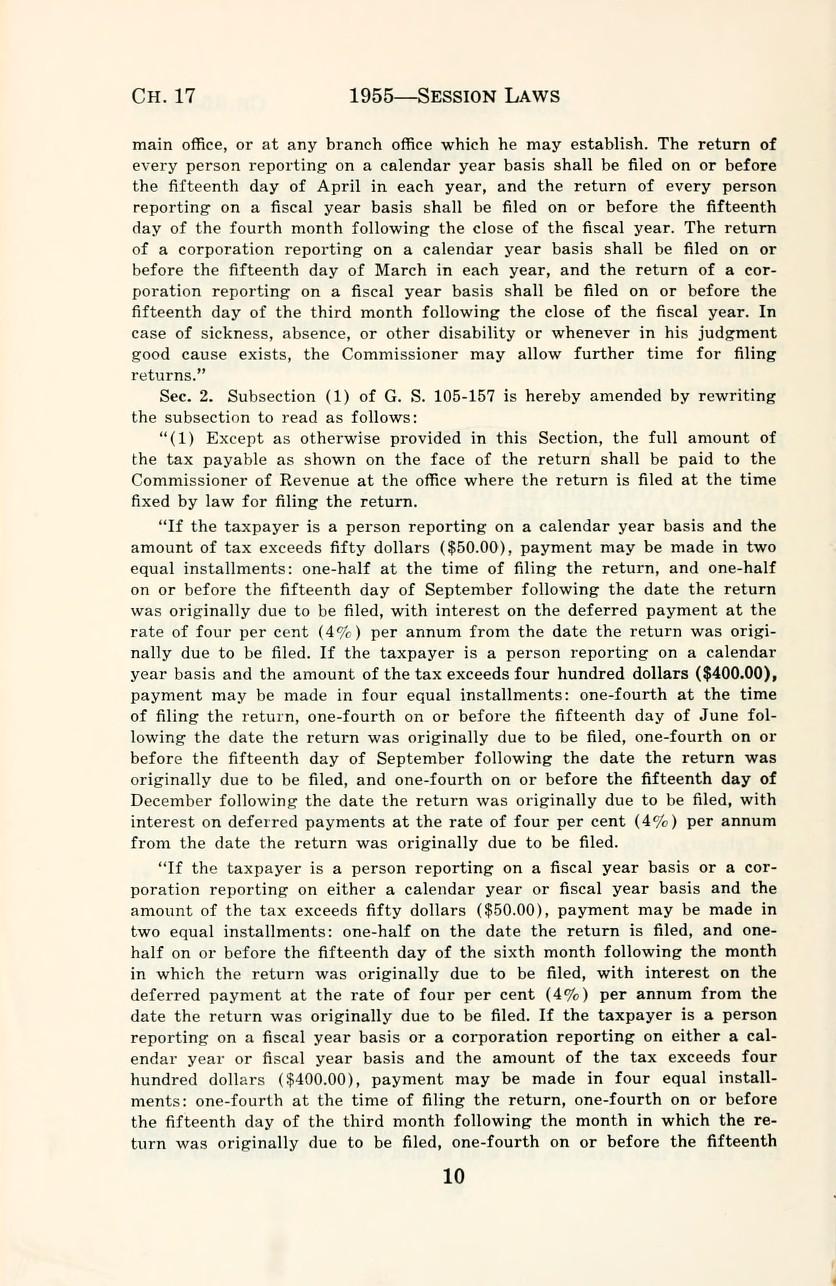 CH. 17
1955—SESSION LAWS
main office, or at any branch office which he may establish. The return of
every person reporting on a calendar year basis shall be filed on or before
the fifteenth day of April in each year, and the return of every person
reporting on a fiscal year basis shall be filed on or before the fifteenth
day of the fourth month following the close of the fiscal year. The return
of a corporation reporting on a calendar year basis shall be filed on or
before the fifteenth day of March in each year, and the return of a cor-
poration reporting on a fiscal year basis shall be filed on or before the
fifteenth day of the third month following the close of the fiscal year. In
case of sickness, absence, or other disability or whenever in his judgment
good cause exists, the Commissioner may allow further time for filing
returns.”
Sec. 2. Subsection (1) of G. S. 105-157 is hereby amended by rewriting
the subsection to read as follows:
“(1) Except as otherwise provided in this Section, the full amount of
the tax payable as shown on the face of the return shall be paid to the
Commissioner of Revenue at the office where the return is filed at the time
fixed by law for filing the return.
“If the taxpayer is a person reporting on a calendar year basis and the
amount of tax exceeds fifty dollars ($50.00), payment may be made in two
equal installments: one-half at the time of filing the return, and one-half
on or before the fifteenth day of September following the date the return
was originally due to be filed, with interest on the deferred payment at the
rate of four per cent (4%) per annum from the date the return was origi-
nally due to be filed. If the taxpayer is a person reporting on a calendar
year basis and the amount of the tax exceeds four hundred dollars ($400.00),
payment may be made in four equal installments: one-fourth at the time
of filing the return, one-fourth on or before the fifteenth day of June fol-
lowing the date the return was originally due to be filed, one-fourth on or
before the fifteenth day of September following the date the return was
originally due to be filed, and one-fourth on or before the fifteenth day of
December following the date the return was originally due to be filed, with
interest on deferred payments at the rate of four per cent (4%) per annum
from the date the return was originally due to be filed.
“If the taxpayer is a person reporting on a fiscal year basis or a cor-
poration reporting on either a calendar year or fiscal year basis and the
amount of the tax exceeds fifty dollars ($50.00), payment may be made in
two equal installments: one-half on the date the return is filed, and one-
half on or before the fifteenth day of the sixth month following the month
in which the return was originally due to be filed, with interest on the
deferred payment at the rate of four per cent (4%) per annum from the
date the return was originally due to be filed. If the taxpayer is a person
reporting on a fiscal year basis or a corporation reporting on either a cal-
endar year or fiscal year basis and the amount of the tax exceeds four
hundred dollars ($400.00), payment may be made in four equal install-
ments: one-fourth at the time of filing the return, one-fourth on or before
the fifteenth day of the third month following the month in which the re-
turn was originally due to be filed, one-fourth on or before the fifteenth
10